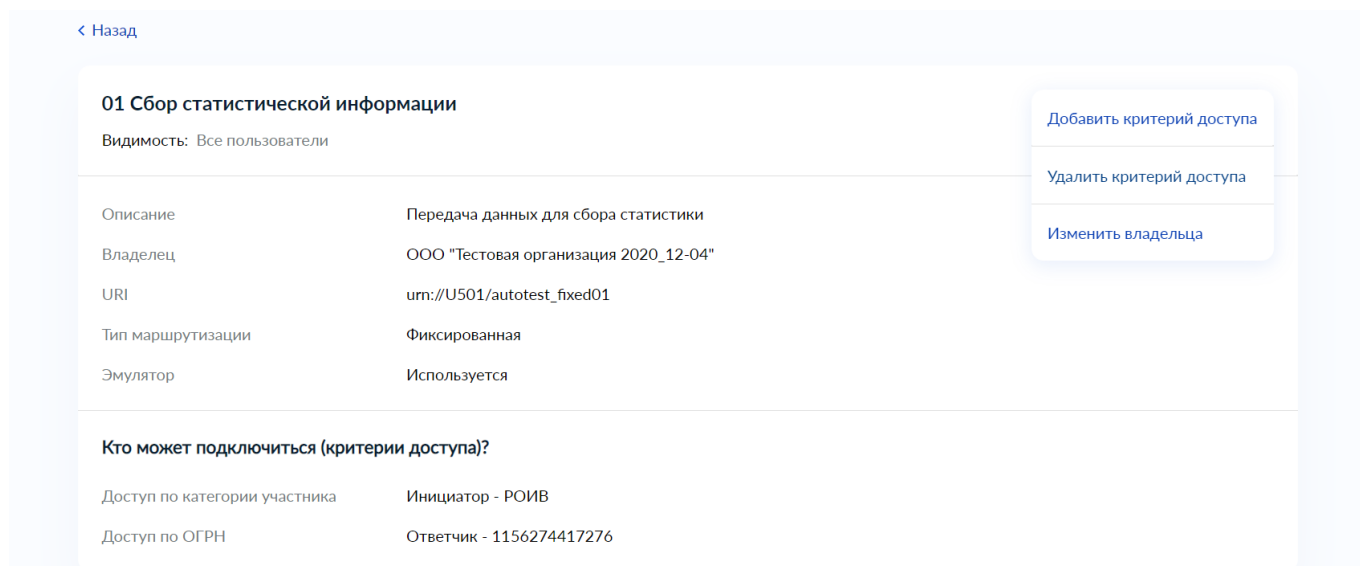 Назад
01 Сбор статистической информации
Видимость: Все пользователи
Добавить критерий доступа
Удалить критерий доступа
Изменить владельца
Описание Передача данных для сбора статистики
Владелец ООО "Тестовая организация 2020_12-04"
URI urn://U501/autotest_fixed01
Тип маршрутизации Фиксированная
Эмулятор Используется
Кто может подключиться (критерии доступа)?
Доступ по категории участника Инициатор - РОИВ
Доступ по ОГРН Ответчик - 1156274417276